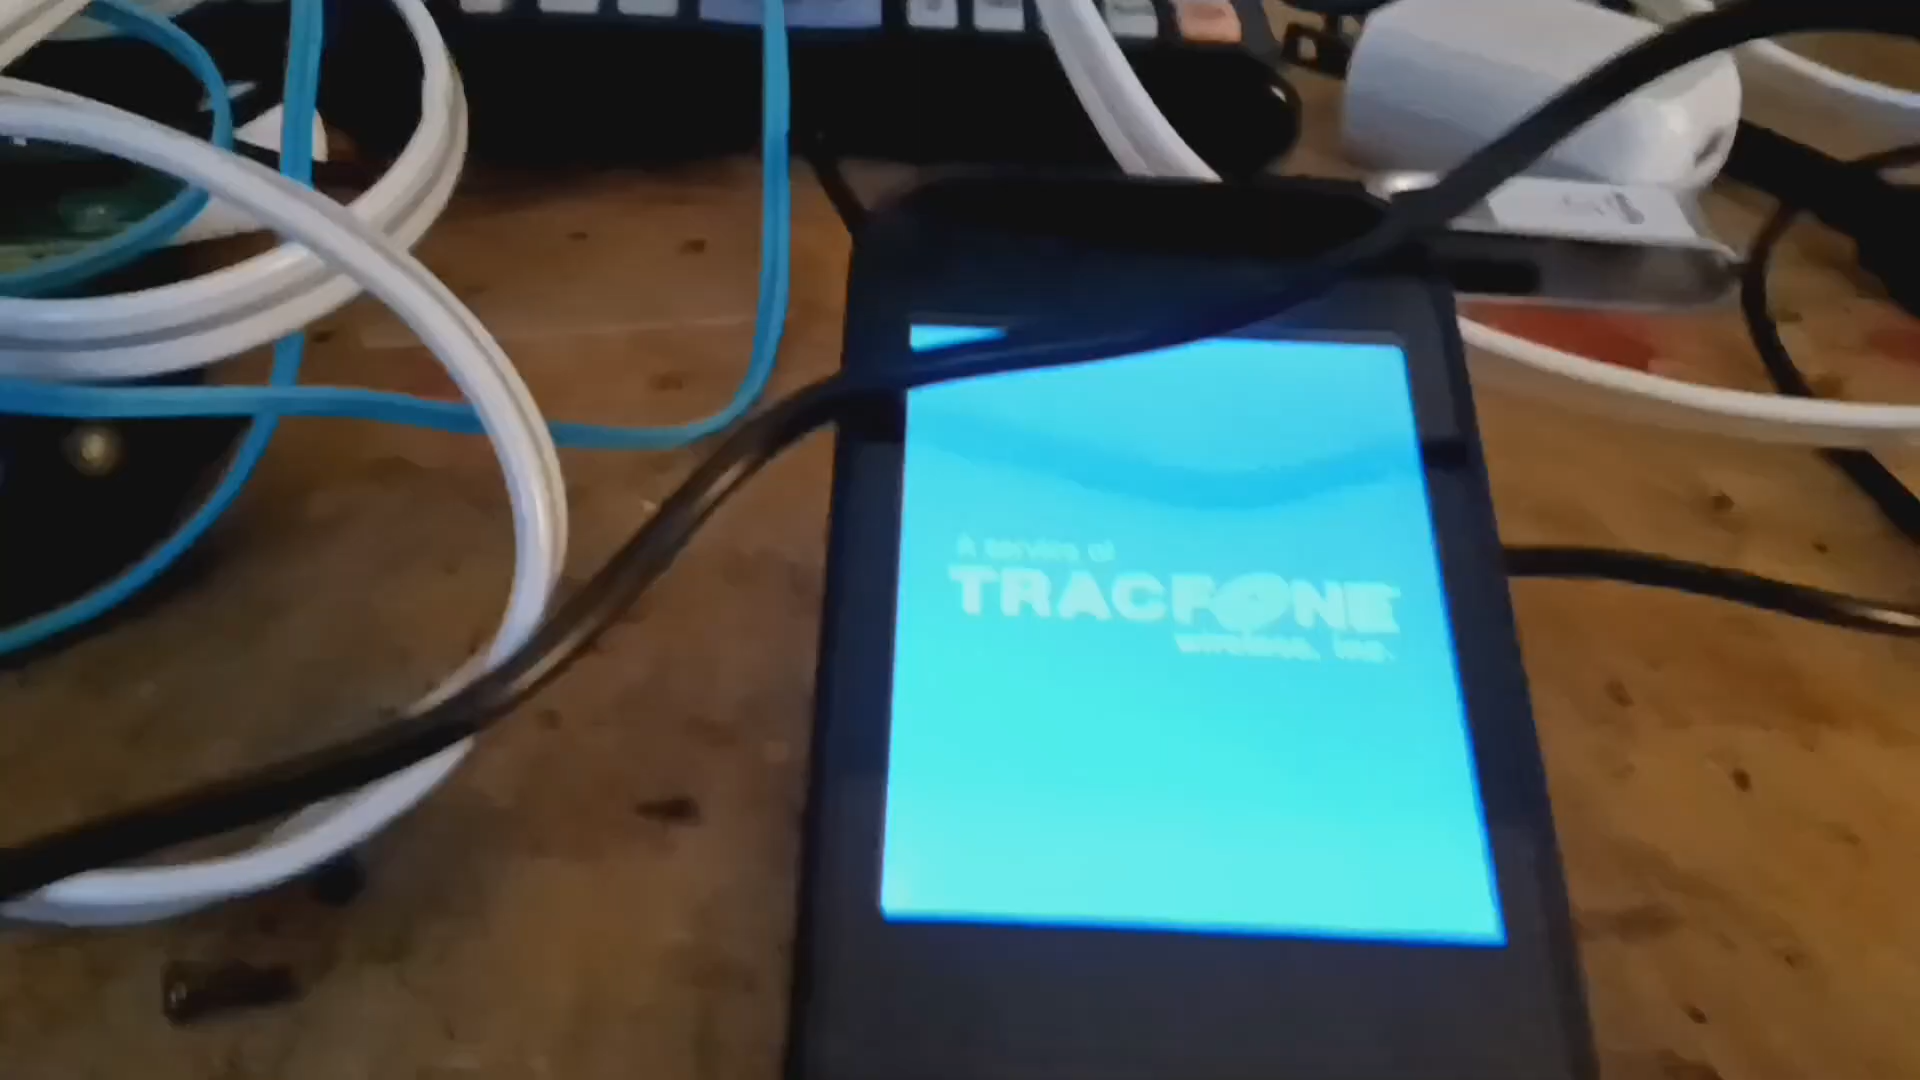 A service of
TRACFONE
wireless, inc.